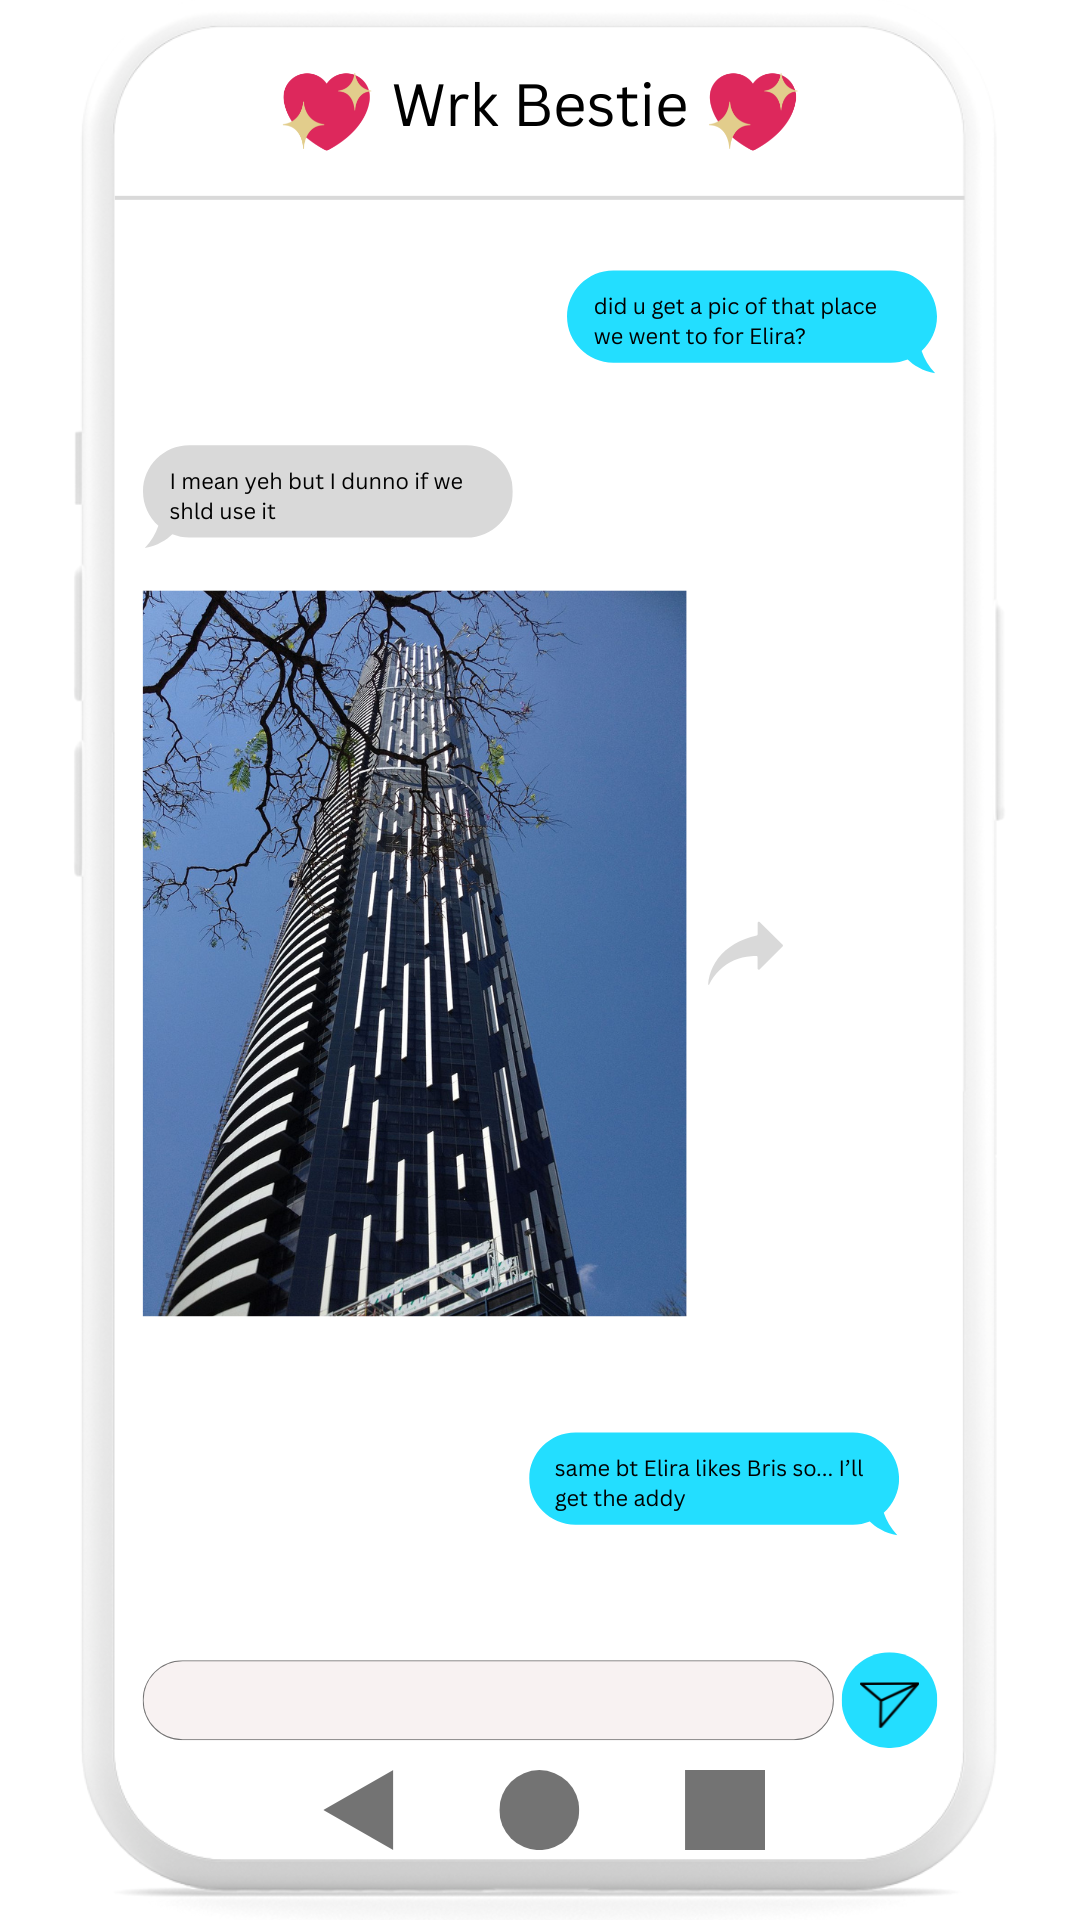 Wrk Bestie
did u get a pic of that place
we went to for Elira?
I mean yeh but I dunno if we
shld use it
same bt Elira likes Bris so... I’ll
get the addy